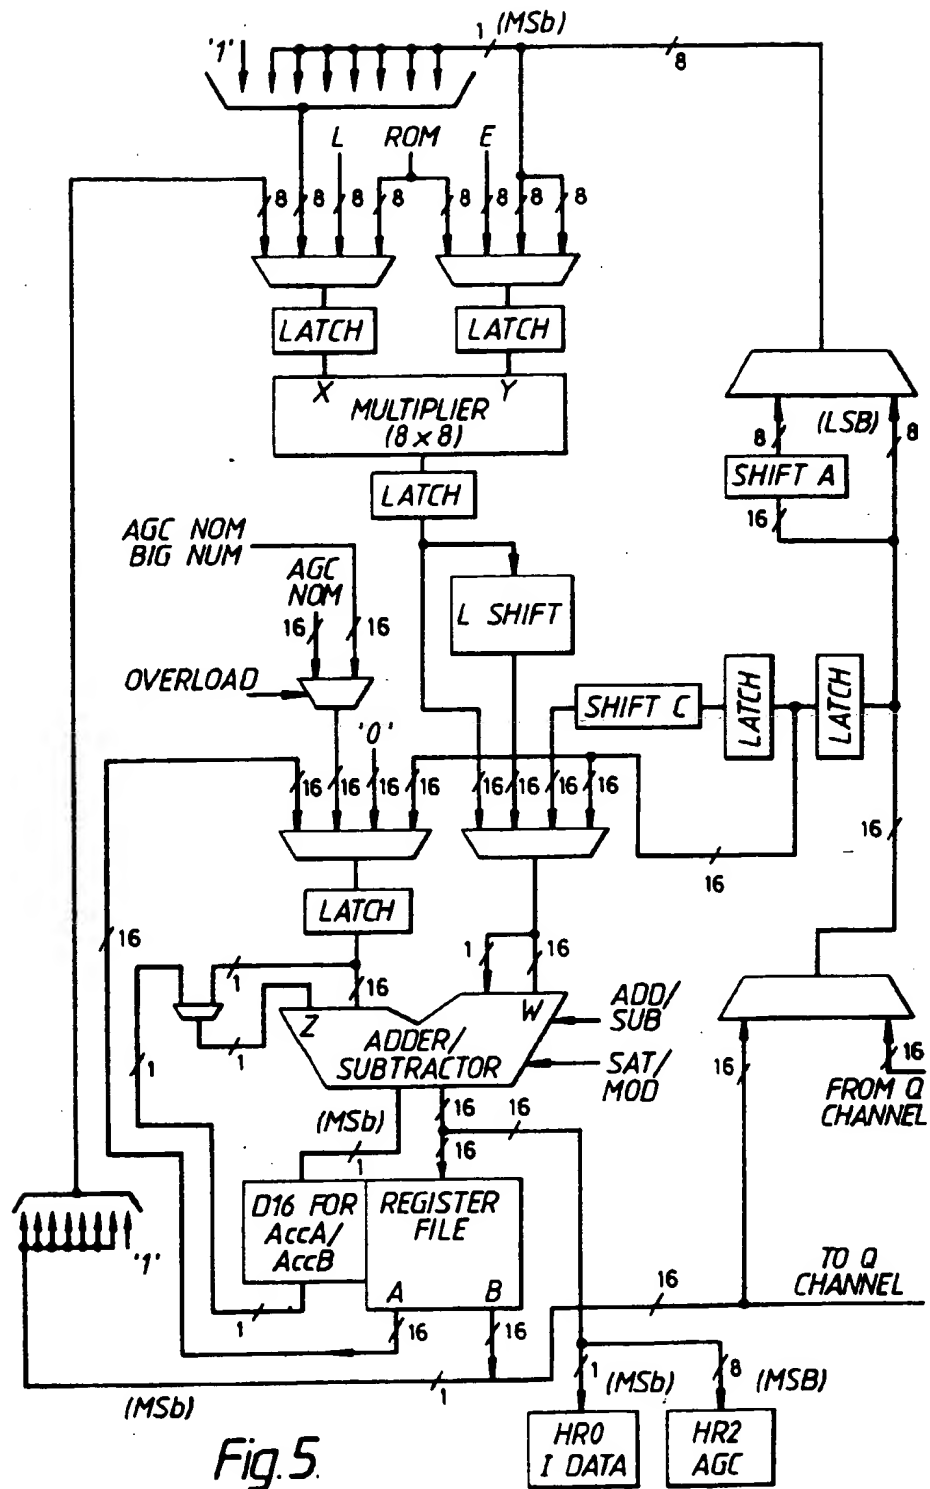 1 (MSb)
'1'
8
L ROM E
8 8 8 8 8 8 8 8
LATCH LATCH
X Y
MULTIPLIER
(8 x 8)
LATCH
(LSB)
8 8
SHIFT A
16
AGC NOM
BIG NUM
AGC
NOM
16 16
L SHIFT
OVERLOAD
SHIFT C
LATCH
LATCH
'0'
16 16 16 16 16 16 16 16
16
16
LATCH
16
1
1 16
16
Z W
ADD/
SUB
ADDER/
SUBTRACTOR
SAT/
MOD
1
1
16
16
FROM Q
CHANNEL
(MSb)
1
16 16
16
D16 FOR
AccA/
AccB
REGISTER
FILE
A B
'1'
TO Q
CHANNEL
16
1
16 16
1
(MSb)
1 (MSb)
8 (MSB)
HR0
I DATA
HR2
AGC
Fig.5.